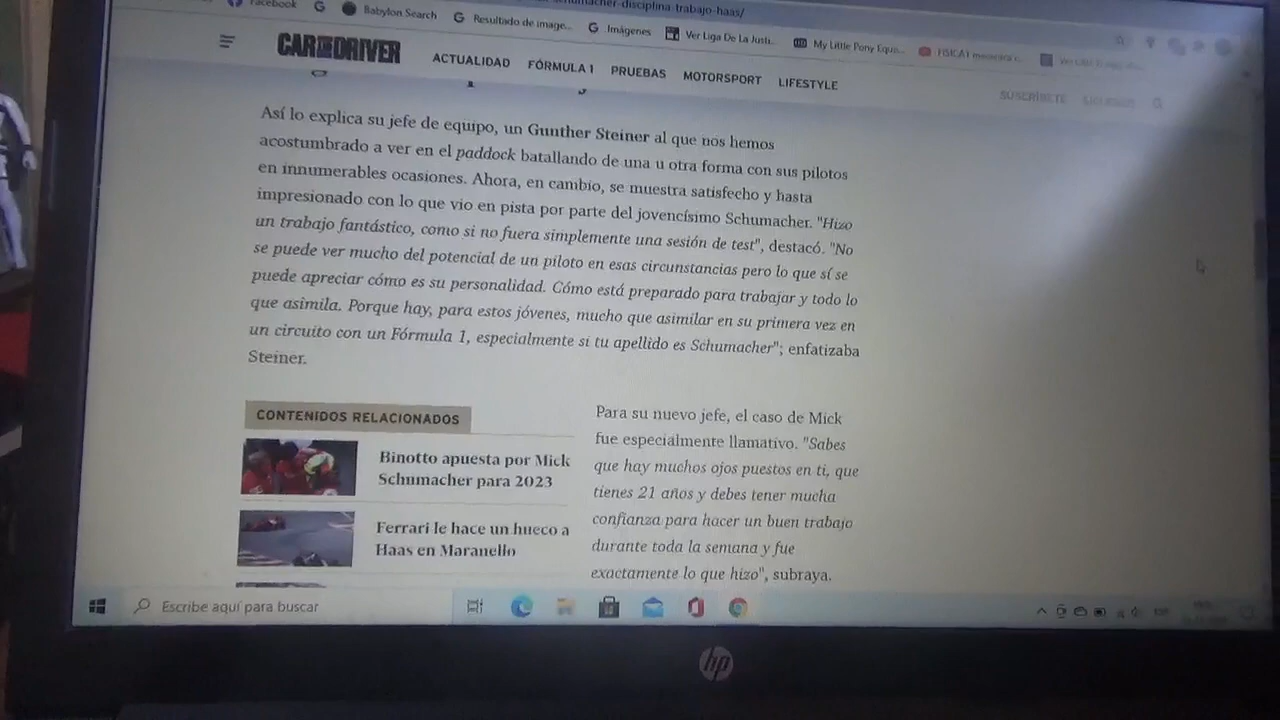 schumacher-disciplina-trabajo-haas/
Facebook
Babylon Search
Resultado de image...
Imágenes
Ver Liga De La Justi...
My Little Pony Eque...
CAR AND DRIVER
ACTUALIDAD FÓRMULA 1 PRUEBAS MOTORSPORT LIFESTYLE
SUSCRÍBETE
Así lo explica su jefe de equipo, un Gunther Steiner al que nos hemos
acostumbrado a ver en el paddock batallando de una u otra forma con sus pilotos
en innumerables ocasiones. Ahora, en cambio, se muestra satisfecho y hasta
impresionado con lo que vio en pista por parte del jovencísimo Schumacher. "Hizo
un trabajo fantástico, como si no fuera simplemente una sesión de test", destacó. "No
se puede ver mucho del potencial de un piloto en esas circunstancias pero lo que sí se
puede apreciar cómo es su personalidad. Cómo está preparado para trabajar y todo lo
que asimila. Porque hay, para estos jóvenes, mucho que asimilar en su primera vez en
un circuito con un Fórmula 1, especialmente si tu apellido es Schumacher"; enfatizaba
Steiner.
CONTENIDOS RELACIONADOS
Binotto apuesta por Mick
Schumacher para 2023
Ferrari le hace un hueco a
Haas en Maranello
Para su nuevo jefe, el caso de Mick
fue especialmente llamativo. "Sabes
que hay muchos ojos puestos en ti, que
tienes 21 años y debes tener mucha
confianza para hacer un buen trabajo
durante toda la semana y fue
exactamente lo que hizo", subraya.
Escribe aquí para buscar
ESP
hp